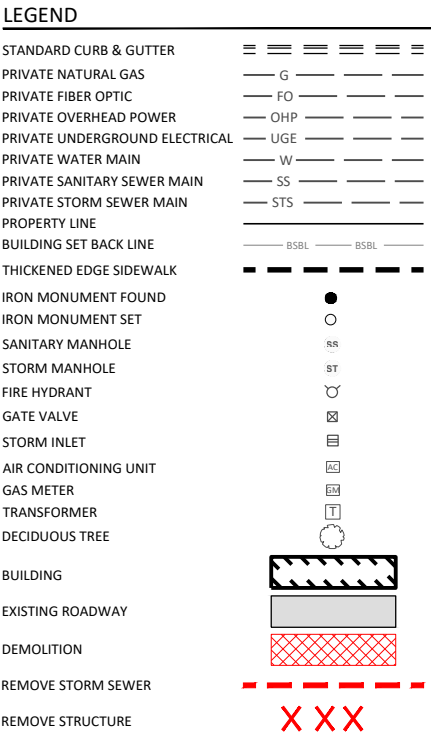 LEGEND
STANDARD CURB & GUTTER
PRIVATE NATURAL GAS G
PRIVATE FIBER OPTIC FO
PRIVATE OVERHEAD POWER OHP
PRIVATE UNDERGROUND ELECTRICAL UGE
PRIVATE WATER MAIN W
PRIVATE SANITARY SEWER MAIN SS
PRIVATE STORM SEWER MAIN STS
PROPERTY LINE
BUILDING SET BACK LINE BSBL BSBL
THICKENED EDGE SIDEWALK
IRON MONUMENT FOUND
IRON MONUMENT SET
SANITARY MANHOLE SS
STORM MANHOLE ST
FIRE HYDRANT
GATE VALVE
STORM INLET
AIR CONDITIONING UNIT AC
GAS METER GM
TRANSFORMER T
DECIDUOUS TREE
BUILDING
EXISTING ROADWAY
DEMOLITION
REMOVE STORM SEWER
REMOVE STRUCTURE X X X